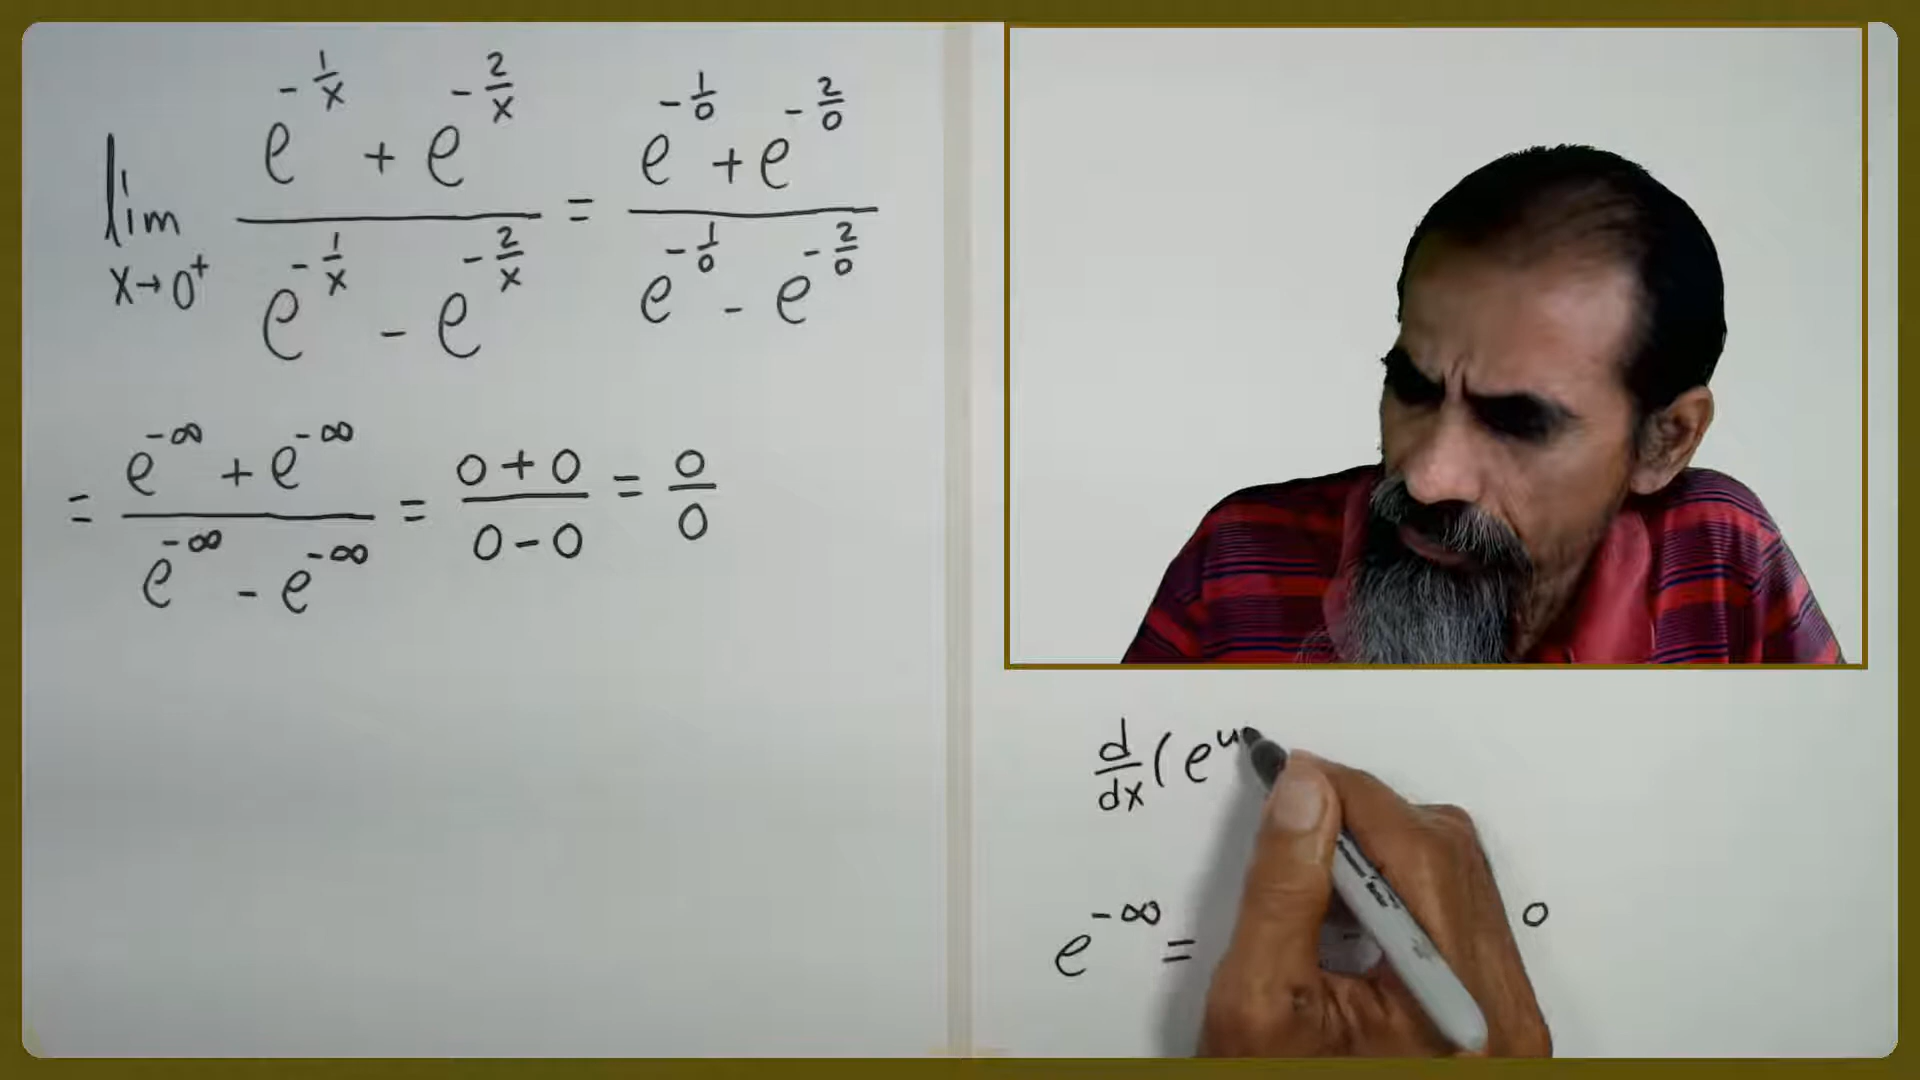 lim x→0⁺ (e^(-1/x) + e^(-2/x)) / (e^(-1/x) - e^(-2/x)) = (e^(-1/0) + e^(-2/0)) / (e^(-1/0) - e^(-2/0))
= (e^(-∞) + e^(-∞)) / (e^(-∞) - e^(-∞)) = (0 + 0) / (0 - 0) = 0/0
d/dx (e^u
e^(-∞) = 0